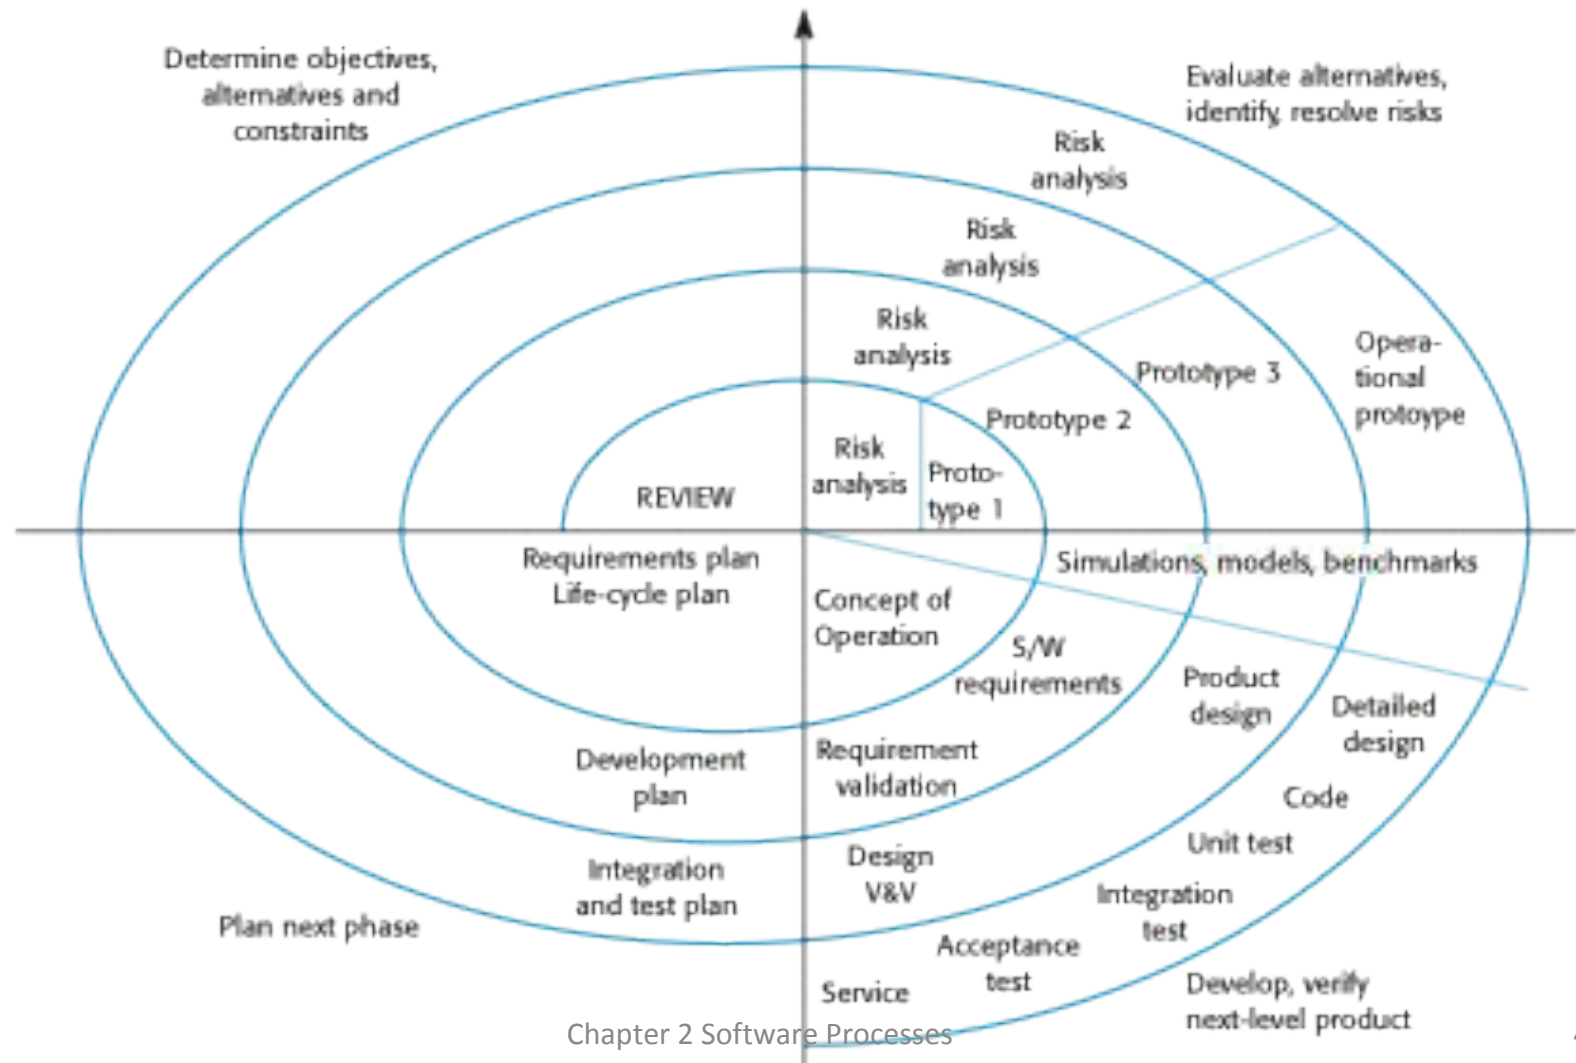 Determine objectives,
alternatives and
constraints
Evaluate alternatives,
identify, resolve risks
Risk
analysis
Risk
analysis
Risk
analysis
Risk
analysis
Proto-
type 1
Prototype 2
Prototype 3
Opera-
tional
protoype
REVIEW
Requirements plan
Life-cycle plan
Concept of
Operation
Simulations, models, benchmarks
S/W
requirements
Product
design
Detailed
design
Development
plan
Requirement
validation
Code
Unit test
Integration
and test plan
Design
V&V
Integration
test
Plan next phase
Acceptance
test
Service
Develop, verify
next-level product
Chapter 2 Software Processes